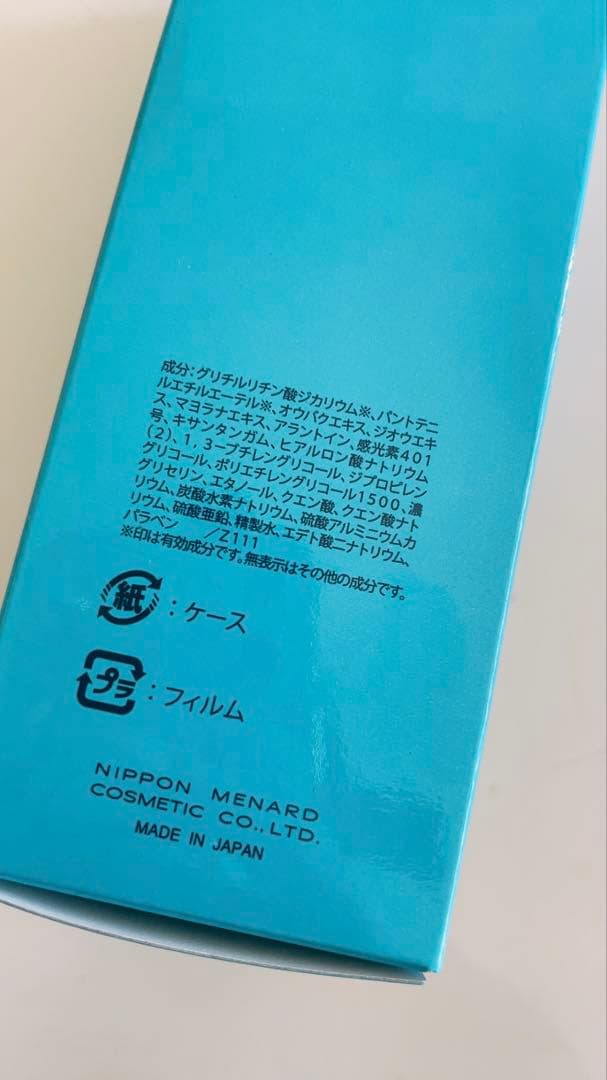 成分:グリチルリチン酸ジカリウム※、パントテニ
ルエチルエーテル※、オウバクエキス、ジオウエキ
ス、マヨラナエキス、アラントイン、感光素401
号、キサンタンガム、ヒアルロン酸ナトリウム
(2)、1,3-ブチレングリコール、ジプロピレン
グリコール、ポリエチレングリコール1500、濃
グリセリン、エタノール、クエン酸、クエン酸ナト
リウム、炭酸水素ナトリウム、硫酸アルミニウムカ
リウム、硫酸亜鉛、精製水、エデト酸二ナトリウム、
パラベン /Z111
※印は有効成分です。無表示はその他の成分です。
紙:ケース
プラ:フィルム
NIPPON MENARD
COSMETIC CO.,LTD.
MADE IN JAPAN